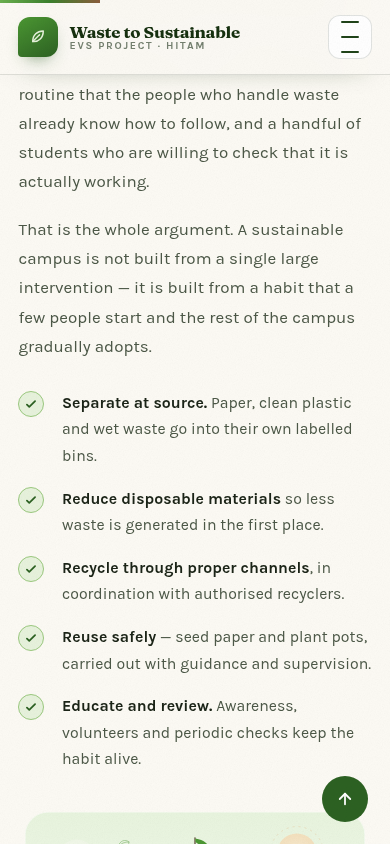 Waste to Sustainable
EVS PROJECT · HITAM
routine that the people who handle waste
already know how to follow, and a handful of
students who are willing to check that it is
actually working.
That is the whole argument. A sustainable
campus is not built from a single large
intervention — it is built from a habit that a
few people start and the rest of the campus
gradually adopts.
Separate at source. Paper, clean plastic
and wet waste go into their own labelled
bins.
Reduce disposable materials so less
waste is generated in the first place.
Recycle through proper channels, in
coordination with authorised recyclers.
Reuse safely — seed paper and plant pots,
carried out with guidance and supervision.
Educate and review. Awareness,
volunteers and periodic checks keep the
habit alive.